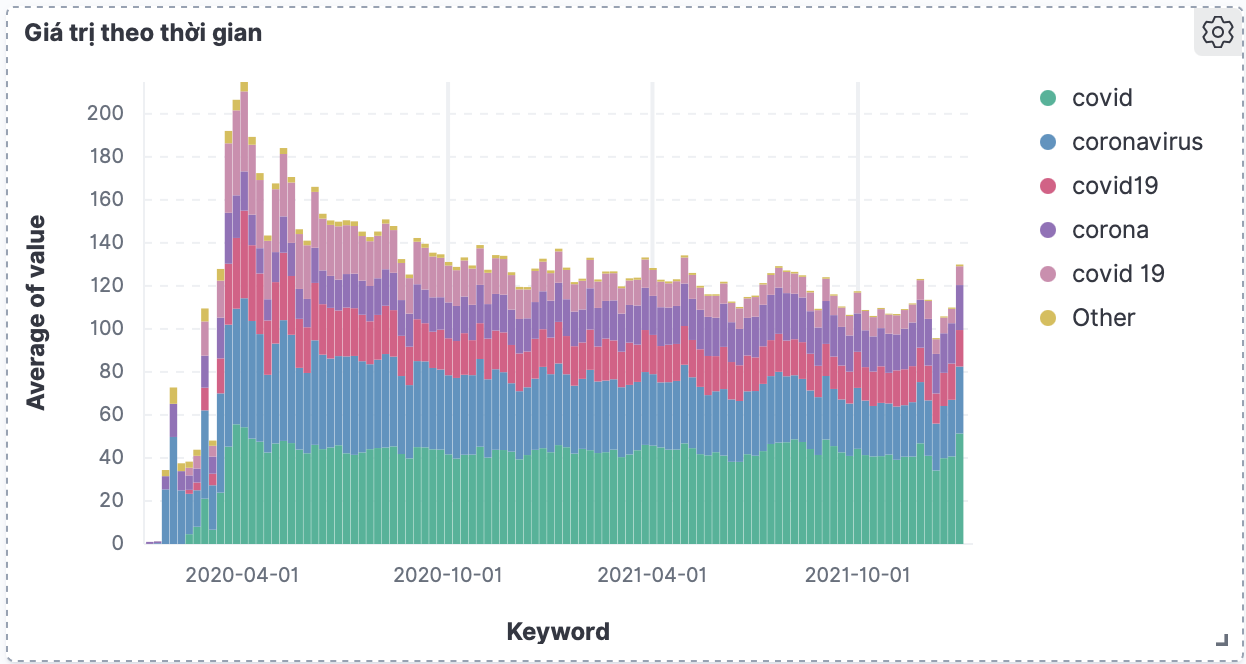 Giá trị theo thời gian
Average of value
200
180
160
140
120
100
80
60
40
20
0
2020-04-01
2020-10-01
2021-04-01
2021-10-01
Keyword
covid
coronavirus
covid19
corona
covid 19
Other